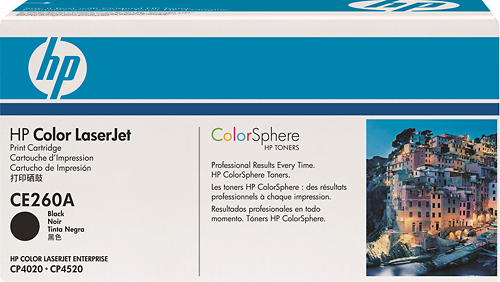 hp
HP Color LaserJet
Print Cartridge
Cartouche d'Impression
Cartucho de Impresión
打印硒鼓
CE260A
Black
Noir
Tinta Negra
黑色
HP COLOR LASERJET ENTERPRISE
CP4020 • CP4520
ColorSphere
HP TONERS
Professional Results Every Time.
HP ColorSphere Toners.
Les toners HP ColorSphere : des résultats
professionnels à chaque impression.
Resultados profesionales en todo
momento. Tóners HP ColorSphere.